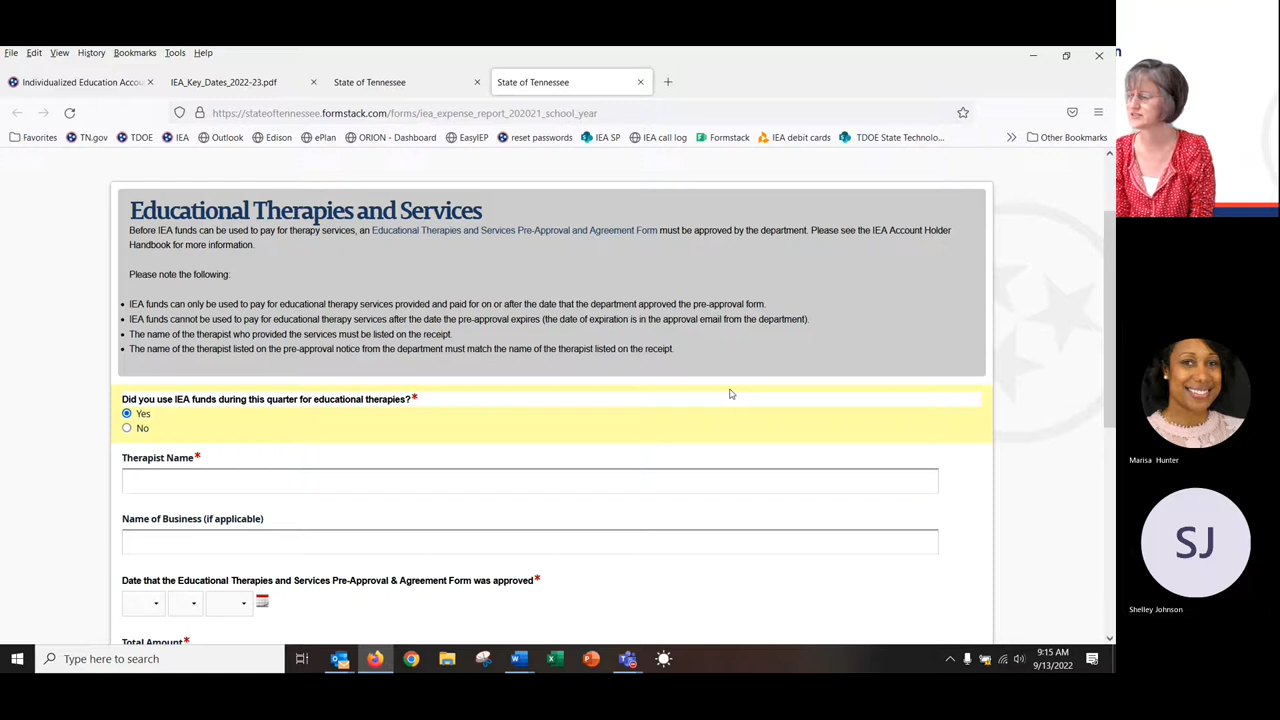 File Edit View History Bookmarks Tools Help
Individualized Education Accou
IEA_Key_Dates_2022-23.pdf
State of Tennessee
State of Tennessee
https://stateoftennessee.formstack.com/forms/iea_expense_report_202021_school_year
Favorites TN.gov TDOE IEA Outlook Edison ePlan ORION - Dashboard EasyIEP reset passwords IEA SP IEA call log Formstack IEA debit cards TDOE State Technolo... Other Bookmarks
Educational Therapies and Services
Before IEA funds can be used to pay for therapy services, an Educational Therapies and Services Pre-Approval and Agreement Form must be approved by the department. Please see the IEA Account Holder
Handbook for more information.
Please note the following:
IEA funds can only be used to pay for educational therapy services provided and paid for on or after the date that the department approved the pre-approval form.
IEA funds cannot be used to pay for educational therapy services after the date the pre-approval expires (the date of expiration is in the approval email from the department).
The name of the therapist who provided the services must be listed on the receipt.
The name of the therapist listed on the pre-approval notice from the department must match the name of the therapist listed on the receipt.
Did you use IEA funds during this quarter for educational therapies?*
Yes
No
Therapist Name*
Name of Business (if applicable)
Date that the Educational Therapies and Services Pre-Approval & Agreement Form was approved*
Total Amount*
Type here to search
9:15 AM
9/13/2022
n
Marisa Hunter
SJ
Shelley Johnson